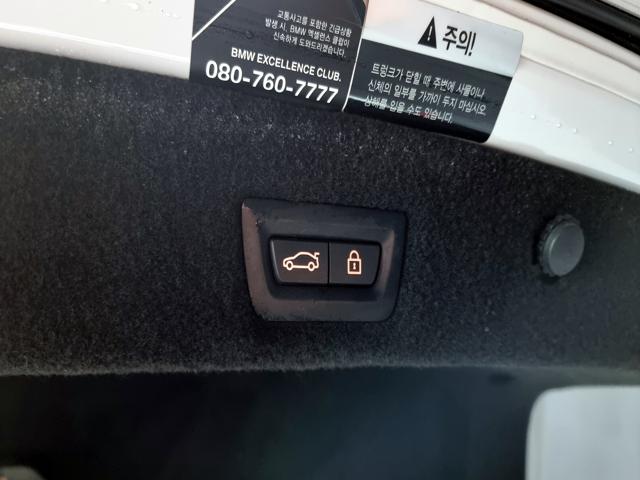 교통사고를 포함한 긴급상황
발생 시, BMW 엑셀런스 클럽이
신속하게 도와드리겠습니다.
BMW EXCELLENCE CLUB.
080-760-7777
주의!
트렁크가 닫힐 때 주변에 사물이나
신체의 일부를 가까이 두지 마십시오
상해를 입을 수도 있습니다.